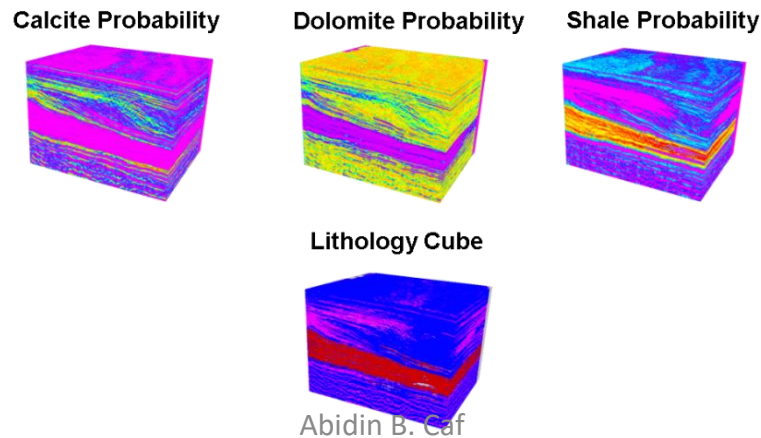 Calcite Probability
Dolomite Probability
Shale Probability
Lithology Cube
Abidin B. Caf